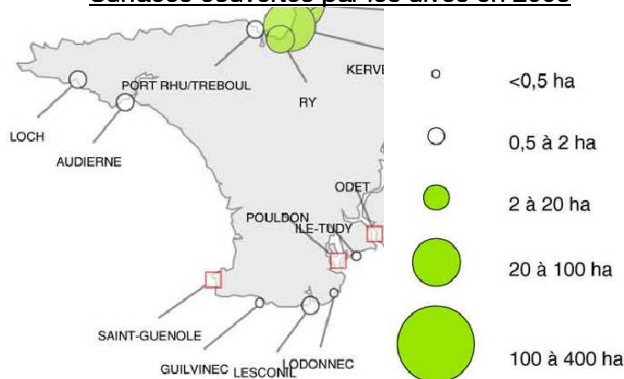 PORT RHU/TREBOUL
KERVE
RY
LOCH
AUDIERNE
ODET
POULDON
ILE-TUDY
SAINT-GUENOLE
GUILVINEC
LESCONIL
LODONNEC
<0,5 ha
0,5 à 2 ha
2 à 20 ha
20 à 100 ha
100 à 400 ha